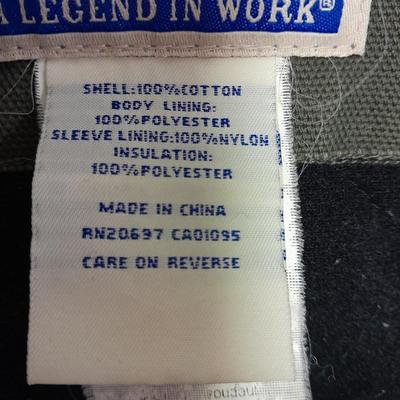 A LEGEND IN WORK®
SHELL:100%COTTON
BODY LINING:
100%POLYESTER
SLEEVE LINING:100%NYLON
INSULATION:
100%POLYESTER
MADE IN CHINA
RN20697 CA01095
CARE ON REVERSE